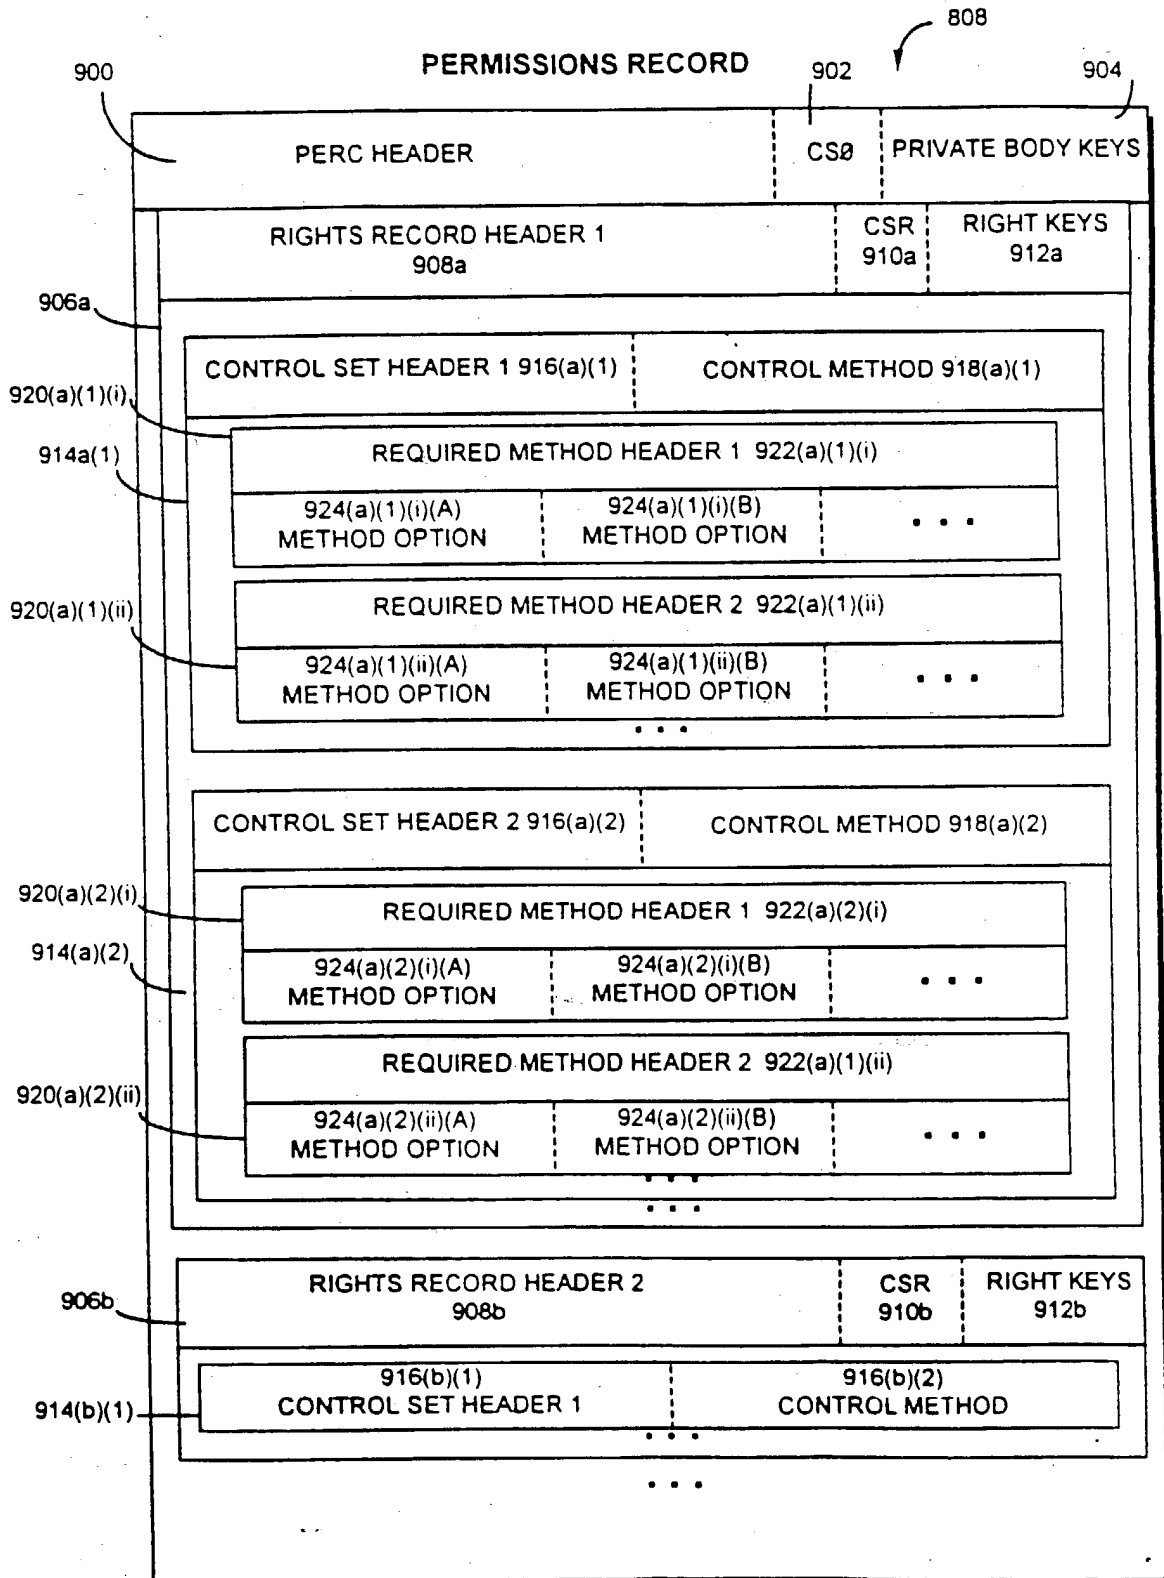 808
PERMISSIONS RECORD
900
902
904
PERC HEADER
CS0
PRIVATE BODY KEYS
RIGHTS RECORD HEADER 1
908a
CSR
910a
RIGHT KEYS
912a
906a
CONTROL SET HEADER 1 916(a)(1)
CONTROL METHOD 918(a)(1)
920(a)(1)(i)
914a(1)
REQUIRED METHOD HEADER 1 922(a)(1)(i)
924(a)(1)(i)(A)
METHOD OPTION
924(a)(1)(i)(B)
METHOD OPTION
...
920(a)(1)(ii)
REQUIRED METHOD HEADER 2 922(a)(1)(ii)
924(a)(1)(ii)(A)
METHOD OPTION
924(a)(1)(ii)(B)
METHOD OPTION
...
...
CONTROL SET HEADER 2 916(a)(2)
CONTROL METHOD 918(a)(2)
920(a)(2)(i)
914(a)(2)
REQUIRED METHOD HEADER 1 922(a)(2)(i)
924(a)(2)(i)(A)
METHOD OPTION
924(a)(2)(i)(B)
METHOD OPTION
...
920(a)(2)(ii)
REQUIRED METHOD HEADER 2 922(a)(1)(ii)
924(a)(2)(ii)(A)
METHOD OPTION
924(a)(2)(ii)(B)
METHOD OPTION
...
...
...
906b
RIGHTS RECORD HEADER 2
908b
CSR
910b
RIGHT KEYS
912b
914(b)(1)
916(b)(1)
CONTROL SET HEADER 1
916(b)(2)
CONTROL METHOD
...
...